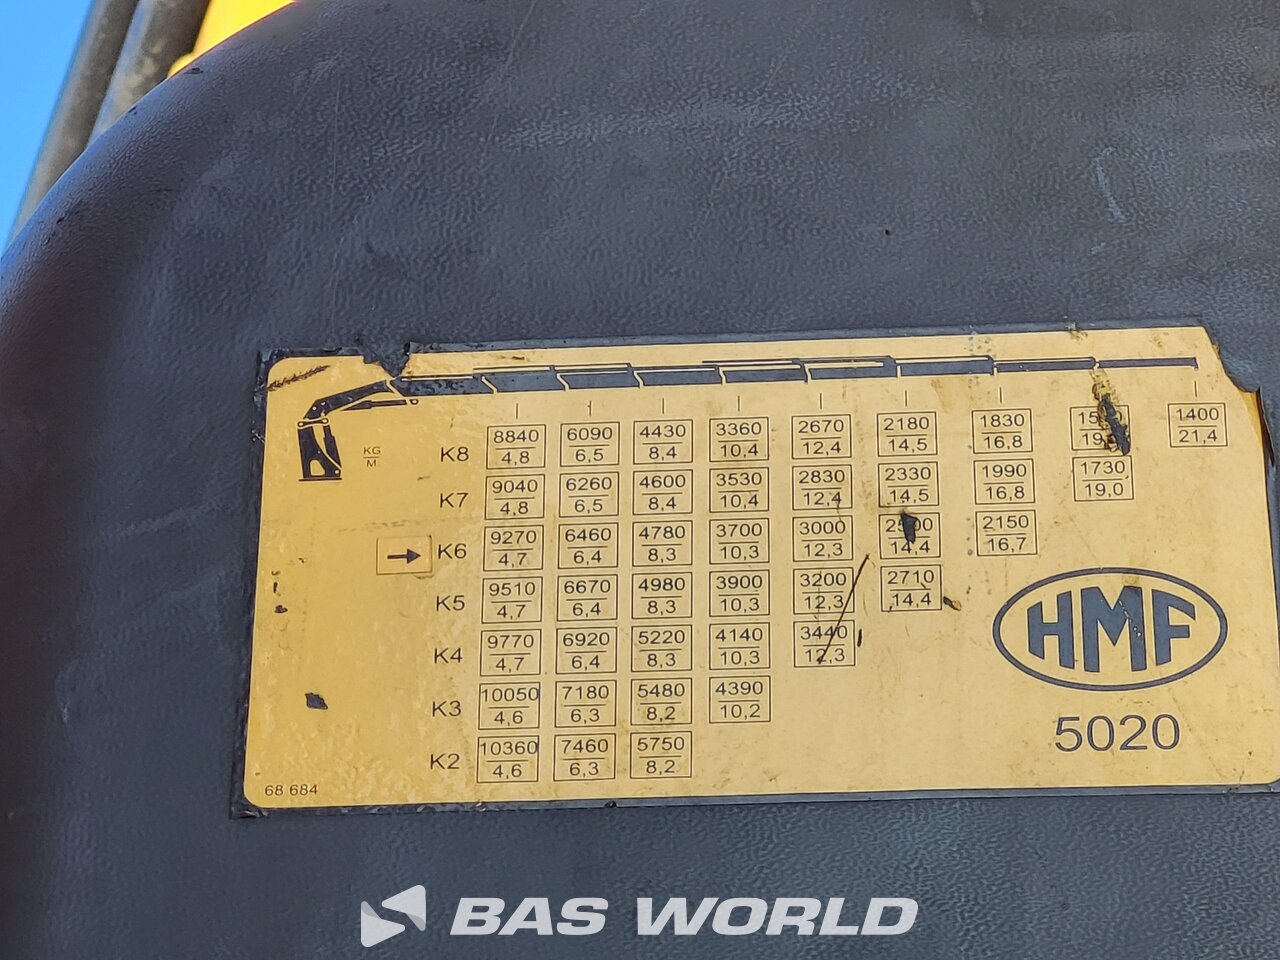 KG
M
K8 8840 6090 4430 3360 2670 2180 1830 1400
4,8 6,5 8,4 10,4 12,4 14,5 16,8 21,4
K7 9040 6260 4600 3530 2830 2330 1990 1730
4,8 6,5 8,4 10,4 12,4 14,5 16,8 19,0
K6 9270 6460 4780 3700 3000 2150
4,7 6,4 8,3 10,3 12,3 14,4 16,7
K5 9510 6670 4980 3900 3200 2710
4,7 6,4 8,3 10,3 12,3 14,4
K4 9770 6920 5220 4140 3440
4,7 6,4 8,3 10,3 12,3
K3 10050 7180 5480 4390
4,6 6,3 8,2 10,2
K2 10360 7460 5750
4,6 6,3 8,2
HMF
5020
68 684
BAS WORLD